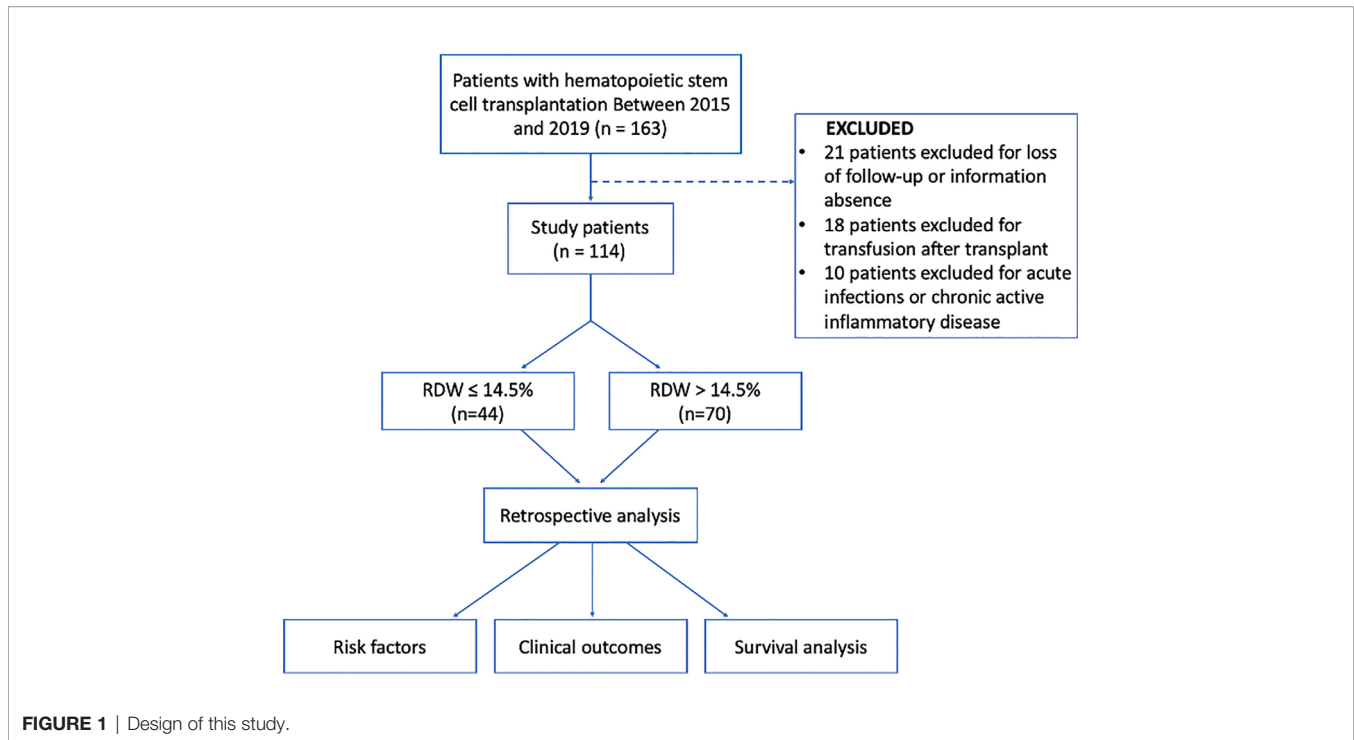 Patients with hematopoietic stem
cell transplantation Between 2015
and 2019 (n = 163)
EXCLUDED
• 21 patients excluded for loss
of follow-up or information
absence
• 18 patients excluded for
transfusion after transplant
• 10 patients excluded for acute
infections or chronic active
inflammatory disease
Study patients
(n = 114)
RDW ≤ 14.5%
(n=44)
RDW > 14.5%
(n=70)
Retrospective analysis
Risk factors
Clinical outcomes
Survival analysis
FIGURE 1 | Design of this study.